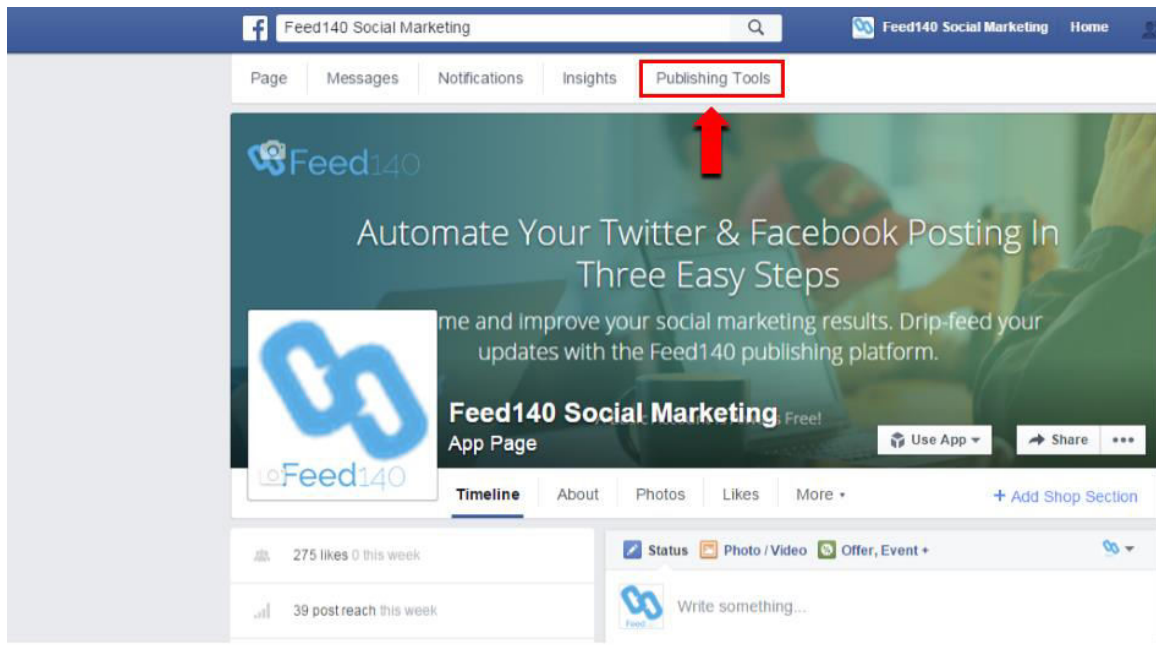 Feed140 Social Marketing
Feed140 Social Marketing Home
Page Messages Notifications Insights Publishing Tools
Feed140
Automate Your Twitter & Facebook Posting In
Three Easy Steps
me and improve your social marketing results. Drip-feed your
updates with the Feed140 publishing platform.
Free!
Feed140 Social Marketing
App Page
Use App Share
Feed140
Timeline About Photos Likes More
+ Add Shop Section
275 likes 0 this week
39 post reach this week
Status Photo / Video Offer, Event +
Write something...
Feed